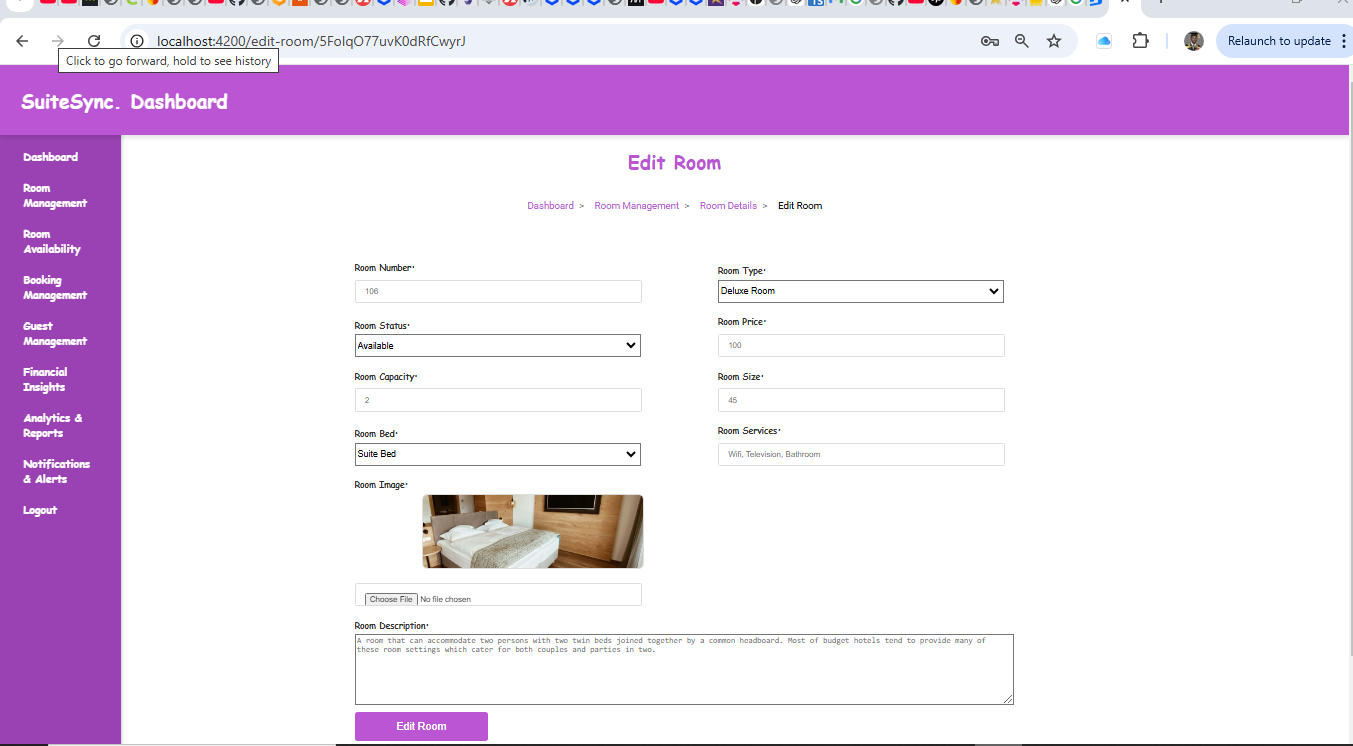 localhost:4200/edit-room/5FolqO77uvK0dRfCwyrJ
Relaunch to update
Click to go forward, hold to see history
SuiteSync. Dashboard
Dashboard
Room
Management
Room
Availability
Booking
Management
Guest
Management
Financial
Insights
Analytics &
Reports
Notifications
& Alerts
Logout
Edit Room
Dashboard > Room Management > Room Details > Edit Room
Room Number*
106
Room Type*
Deluxe Room
Room Status*
Available
Room Price*
100
Room Capacity*
2
Room Size*
45
Room Bed*
Suite Bed
Room Services*
Wifi, Television, Bathroom
Room Image*
Choose File No file chosen
Room Description*
A room that can accommodate two persons with two twin beds joined together by a common headboard. Most of budget hotels tend to provide many of
these room settings which cater for both couples and parties in two.
Edit Room